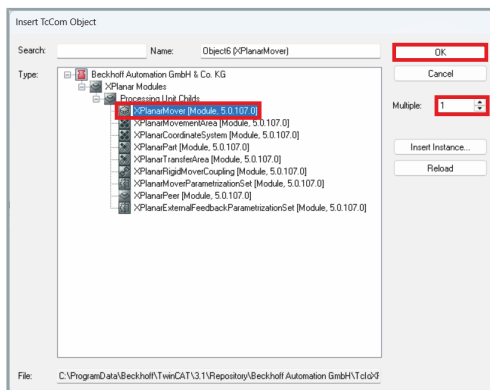 Insert TcCom Object
Search: Name: Object6 (XPlanarMover) OK
Type: Beckhoff Automation GmbH & Co. KG Cancel
XPlanar Modules
Processing Unit Childs
XPlanarMover [Module, 5.0.107.0] Multiple: 1
XPlanarMovementArea [Module, 5.0.107.0]
XPlanarCoordinateSystem [Module, 5.0.107.0]
XPlanarPart [Module, 5.0.107.0] Insert Instance...
XPlanarTransferArea [Module, 5.0.107.0]
XPlanarRigidMoverCoupling [Module, 5.0.107.0] Reload
XPlanarMoverParametrizationSet [Module, 5.0.107.0]
XPlanarPeer [Module, 5.0.107.0]
XPlanarExternalFeedbackParametrizationSet [Module, 5.0.107.0]
File: C:\ProgramData\Beckhoff\TwinCAT\3.1\Repository\Beckhoff Automation GmbH\TcIoXF